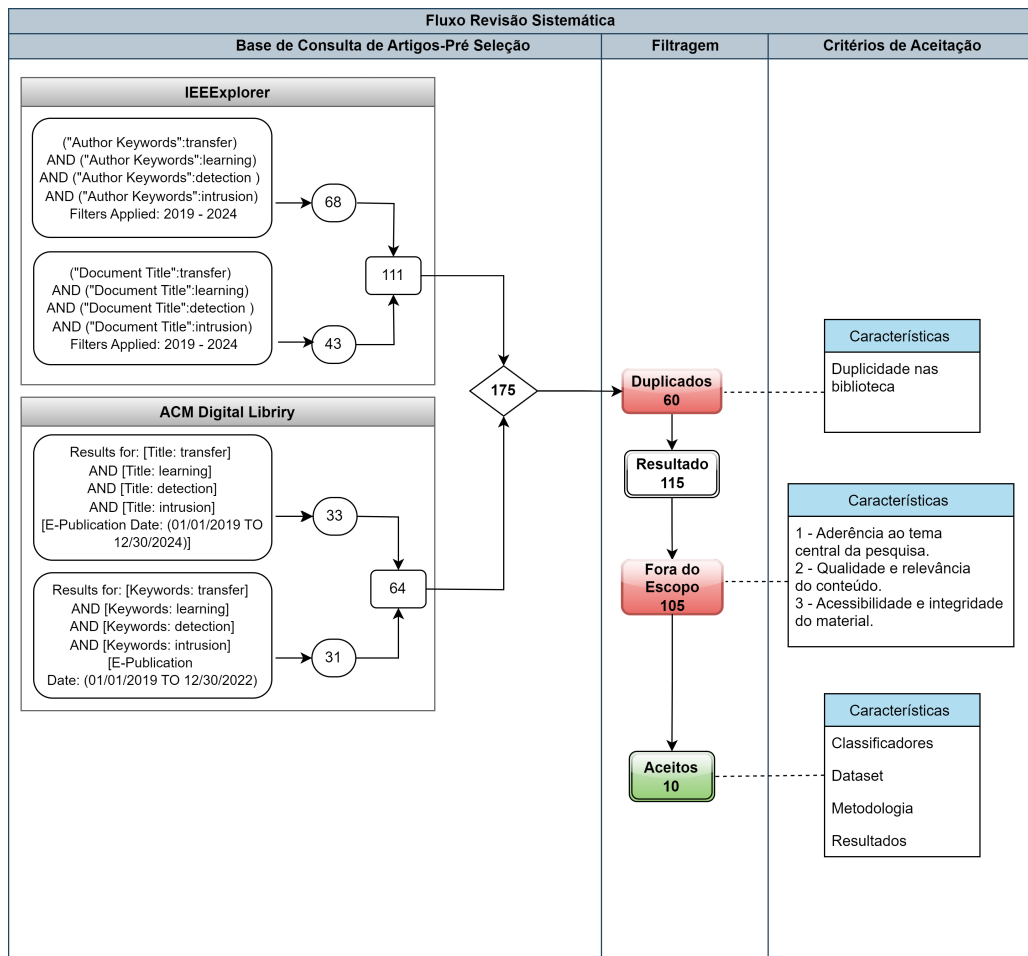 Fluxo Revisão Sistemática
Base de Consulta de Artigos-Pré Seleção
Filtragem
Critérios de Aceitação
IEEExplorer
("Author Keywords":transfer)
AND ("Author Keywords":learning)
AND ("Author Keywords":detection )
AND ("Author Keywords":intrusion)
Filters Applied: 2019 - 2024
68
111
("Document Title":transfer)
AND ("Document Title":learning)
AND ("Document Title":detection )
AND ("Document Title":intrusion)
Filters Applied: 2019 - 2024
43
ACM Digital Libriry
Results for: [Title: transfer]
AND [Title: learning]
AND [Title: detection]
AND [Title: intrusion]
[E-Publication Date: (01/01/2019 TO
12/30/2024)]
33
64
Results for: [Keywords: transfer]
AND [Keywords: learning]
AND [Keywords: detection]
AND [Keywords: intrusion]
[E-Publication
Date: (01/01/2019 TO 12/30/2022)
31
175
Duplicados
60
Resultado
115
Fora do
Escopo
105
Aceitos
10
Características
Duplicidade nas
biblioteca
Características
1 - Aderência ao tema
central da pesquisa.
2 - Qualidade e relevância
do conteúdo.
3 - Acessibilidade e integridade
do material.
Características
Classificadores
Dataset
Metodologia
Resultados